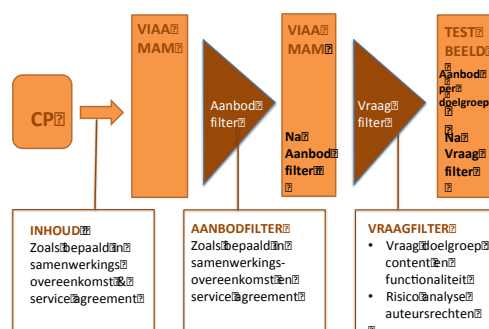 CP
VIAA
MAM
Aanbod
filter
VIAA
MAM
Na
Aanbod
filter
Vraag
filter
TEST
BEELD
Aanbod
per
doelgroep
Na
Vraag
filter
INHOUD
Zoals bepaald in
samenwerkings
overeenkomst &
service agreement
AANBODFILTER
Zoals bepaald in
samenwerkings-
overeenkomst en
service agreement
VRAAGFILTER
• Vraag doelgroep
content en
functionaliteit
• Risico analyse
auteursrechten